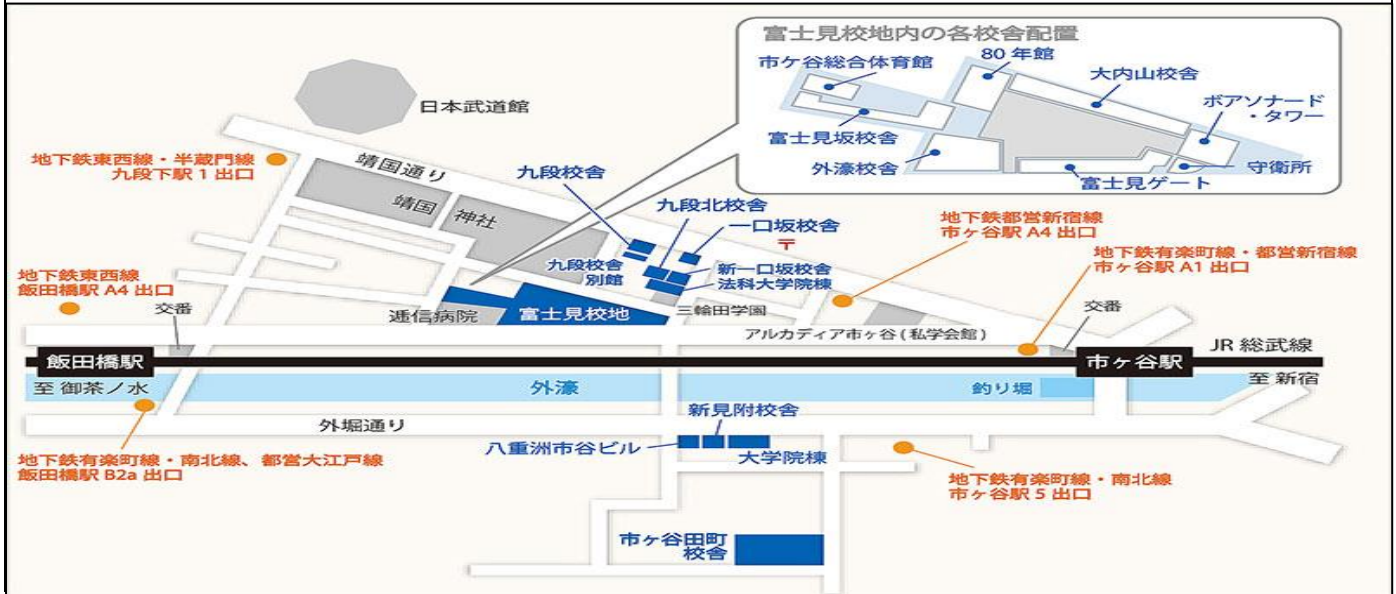 富士見校地内の各校舎配置
市ケ谷総合体育館
80 年館
大内山校舎
ボアソナード
・タワー
富士見坂校舎
外濠校舎
富士見ゲート
守衛所
日本武道館
地下鉄東西線・半蔵門線
九段下駅 1 出口
靖国通り
靖国 神社
九段校舎
九段北校舎
一口坂校舎
〒
九段校舎
別館
新一口坂校舎
法科大学院棟
地下鉄都営新宿線
市ヶ谷駅 A4 出口
地下鉄有楽町線・都営新宿線
市ヶ谷駅 A1 出口
地下鉄東西線
飯田橋駅 A4 出口
交番
逓信病院
富士見校地
三輪田学園
アルカディア市ヶ谷 (私学会館)
交番
飯田橋駅
市ヶ谷駅
JR 総武線
至 御茶ノ水
外濠
釣り堀
至 新宿
外堀通り
新見附校舎
八重洲市谷ビル
大学院棟
地下鉄有楽町線・南北線、都営大江戸線
飯田橋駅 B2a 出口
地下鉄有楽町線・南北線
市ヶ谷駅 5 出口
市ヶ谷田町
校舎